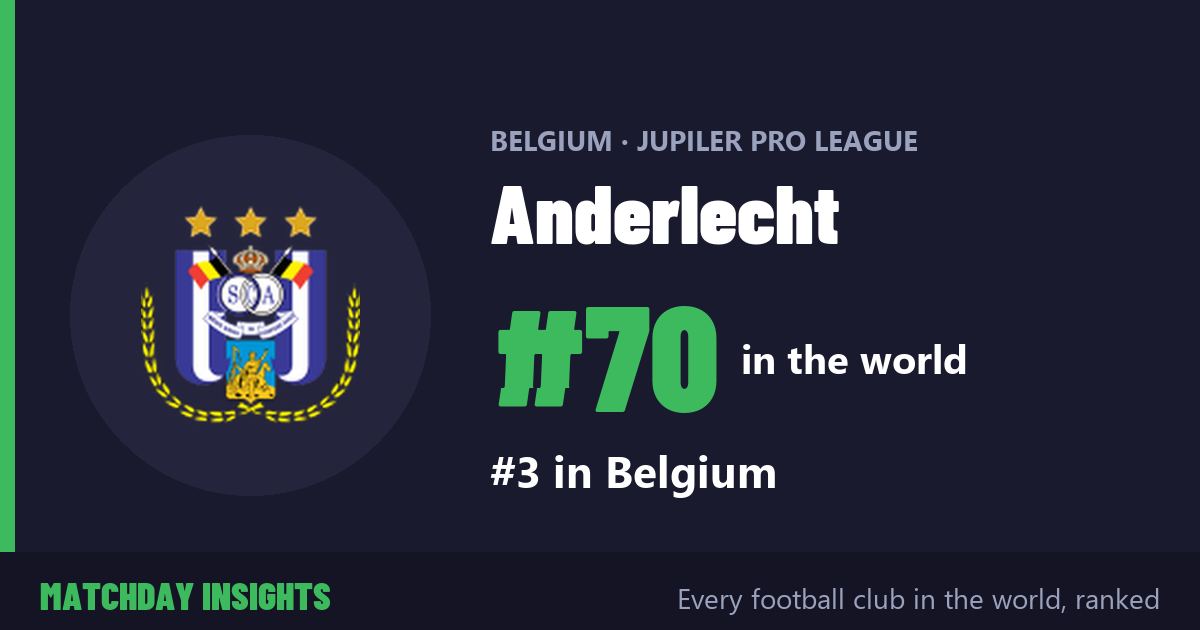 BELGIUM · JUPILER PRO LEAGUE
Anderlecht
#70 in the world
#3 in Belgium
MATCHDAY INSIGHTS
Every football club in the world, ranked